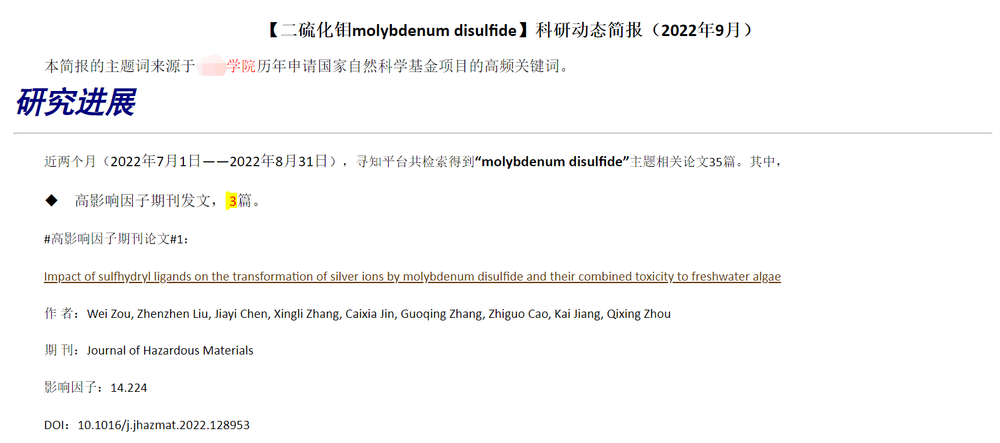 【二硫化钼molybdenum disulfide】科研动态简报（2022年9月）
本简报的主题词来源于 学院历年申请国家自然科学基金项目的高频关键词。
研究进展
近两个月（2022年7月1日——2022年8月31日），寻知平台共检索得到“molybdenum disulfide”主题相关论文35篇。其中，
◆ 高影响因子期刊发文，3篇。
#高影响因子期刊论文#1：
Impact of sulfhydryl ligands on the transformation of silver ions by molybdenum disulfide and their combined toxicity to freshwater algae
作 者：Wei Zou, Zhenzhen Liu, Jiayi Chen, Xingli Zhang, Caixia Jin, Guoqing Zhang, Zhiguo Cao, Kai Jiang, Qixing Zhou
期 刊：Journal of Hazardous Materials
影响因子：14.224
DOI：10.1016/j.jhazmat.2022.128953